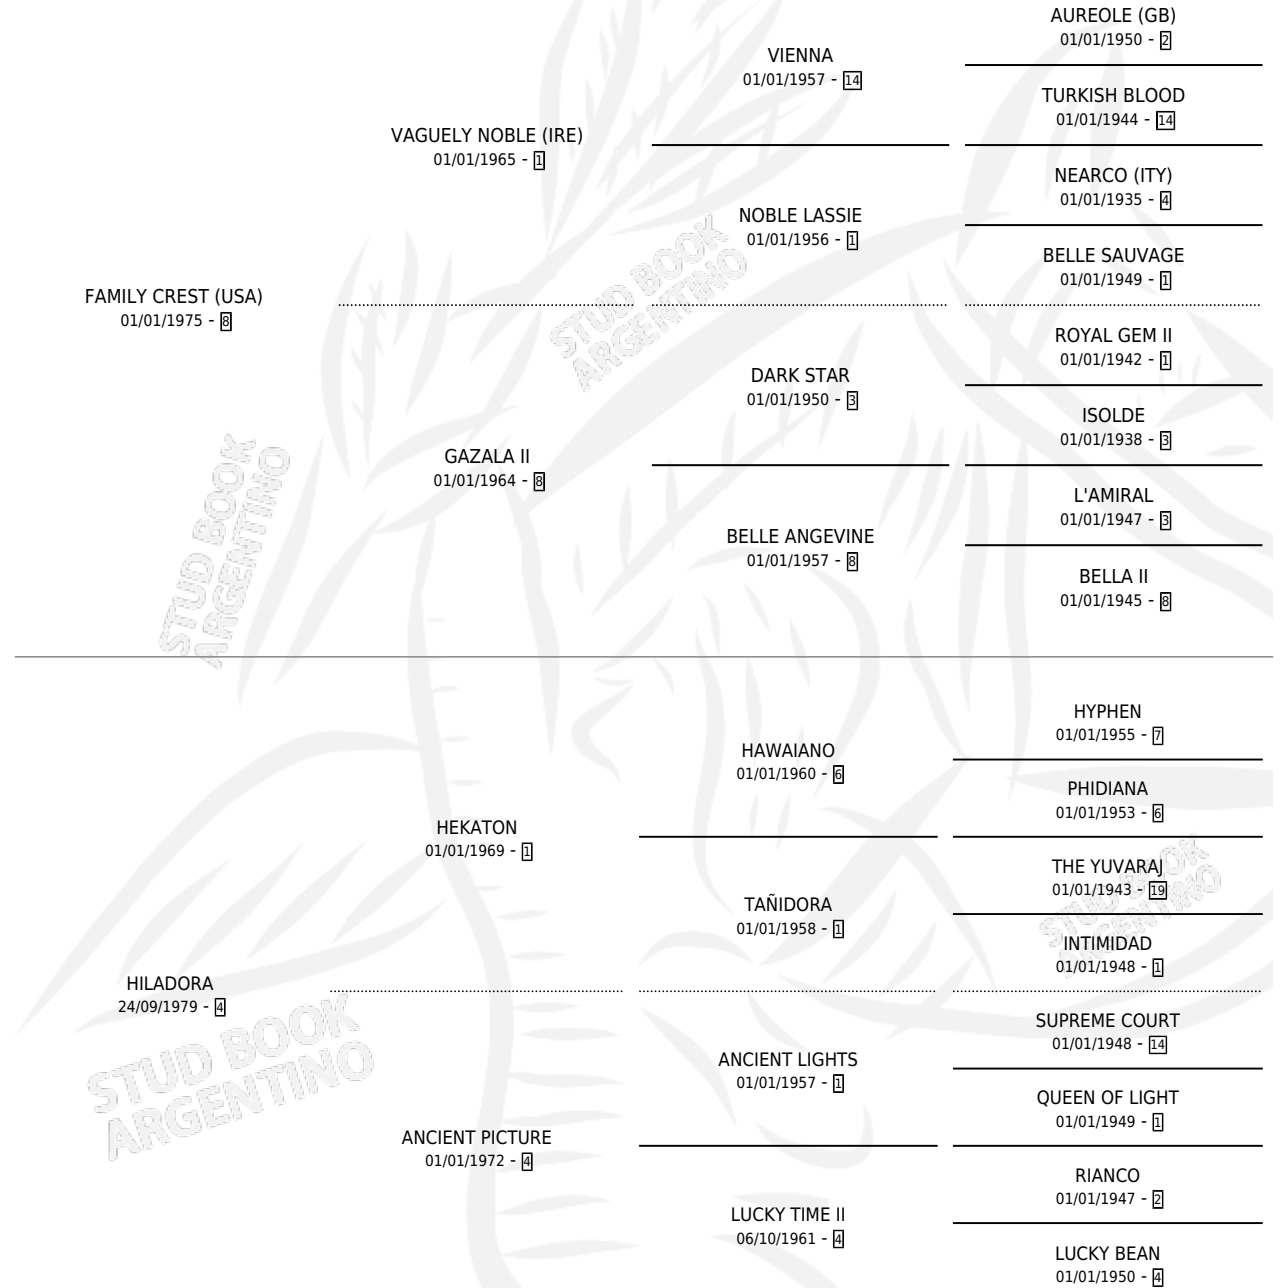 AUREOLE (GB)
01/01/1950 - 2
VIENNA
01/01/1957 - 14
TURKISH BLOOD
01/01/1944 - 14
VAGUELY NOBLE (IRE)
01/01/1965 - 1
NEARCO (ITY)
01/01/1935 - 4
NOBLE LASSIE
01/01/1956 - 1
BELLE SAUVAGE
01/01/1949 - 1
FAMILY CREST (USA)
01/01/1975 - 8
ROYAL GEM II
01/01/1942 - 1
DARK STAR
01/01/1950 - 3
ISOLDE
01/01/1938 - 3
GAZALA II
01/01/1964 - 8
L'AMIRAL
01/01/1947 - 3
BELLE ANGEVINE
01/01/1957 - 8
BELLA II
01/01/1945 - 8
HYPHEN
01/01/1955 - 7
HAWAIANO
01/01/1960 - 6
PHIDIANA
01/01/1953 - 6
HEKATON
01/01/1969 - 1
THE YUVARAJ
01/01/1943 - 19
TAÑIDORA
01/01/1958 - 1
INTIMIDAD
01/01/1948 - 1
HILADORA
24/09/1979 - 4
SUPREME COURT
01/01/1948 - 14
ANCIENT LIGHTS
01/01/1957 - 1
QUEEN OF LIGHT
01/01/1949 - 1
ANCIENT PICTURE
01/01/1972 - 4
RIANCO
01/01/1947 - 2
LUCKY TIME II
06/10/1961 - 4
LUCKY BEAN
01/01/1950 - 4
STUD BOOK
ARGENTINO
STUD BOOK
ARGENTINO
STUD BOOK
ARGENTINO
STUD BOOK
ARGENTINO